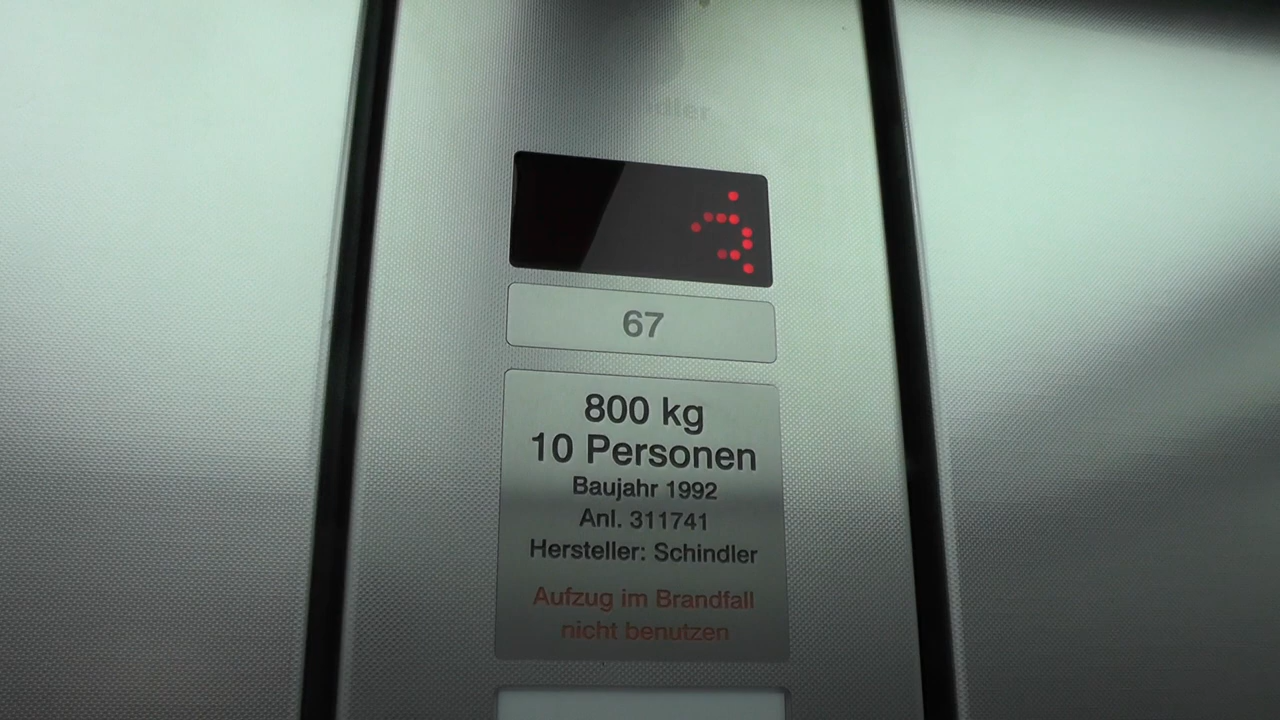 67
800 kg
10 Personen
Baujahr 1992
Anl. 311741
Hersteller: Schindler
Aufzug im Brandfall
nicht benutzen